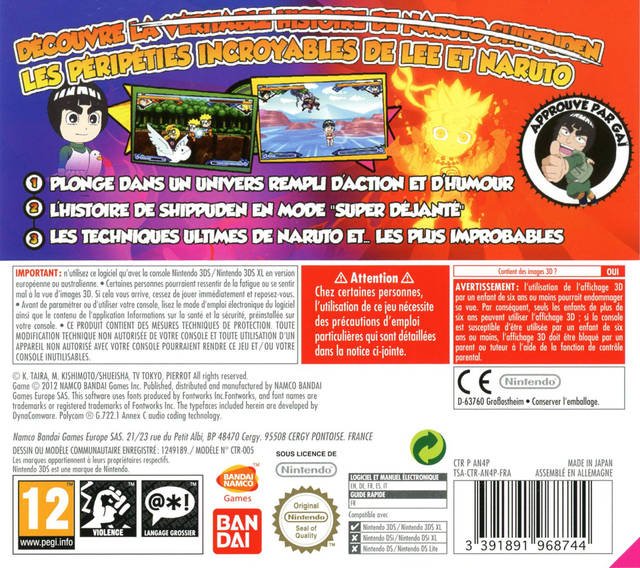 DÉCOUVRE LA VÉRITABLE HISTOIRE DE NARUTO SHIPPUDEN
LES PÉRIPÉTIES INCROYABLES DE LEE ET NARUTO
APPROUVÉ PAR GAI
1 PLONGE DANS UN UNIVERS REMPLI D'ACTION ET D'HUMOUR
2 L'HISTOIRE DE SHIPPUDEN EN MODE "SUPER DÉJANTÉ"
3 LES TECHNIQUES ULTIMES DE NARUTO ET... LES PLUS IMPROBABLES
IMPORTANT : n'utilisez ce logiciel qu'avec la console Nintendo 3DS / Nintendo 3DS XL en version
européenne ou australienne. • Certaines personnes pourraient ressentir de la fatigue ou se sentir
mal à la vue d'images 3D. Si cela vous arrive, cessez de jouer immédiatement et reposez-vous.
• Avant de paramétrer ou d'utiliser votre console, lisez le mode d'emploi électronique du logiciel
ainsi que le contenu de l'application Informations sur la santé et la sécurité, préinstallée sur
votre console. • CE PRODUIT CONTIENT DES MESURES TECHNIQUES DE PROTECTION. TOUTE
MODIFICATION TECHNIQUE NON AUTORISÉE DE VOTRE CONSOLE ET TOUTE UTILISATION D'UN
APPAREIL NON AUTORISÉ AVEC VOTRE CONSOLE POURRAIENT RENDRE CE JEU ET / OU VOTRE
CONSOLE INUTILISABLES.
⚠ Attention ⚠
Chez certaines personnes,
l'utilisation de ce jeu nécessite
des précautions d'emploi
particulières qui sont détaillées
dans la notice ci-jointe.
Contient des images 3D ? OUI
AVERTISSEMENT : l'utilisation de l'affichage 3D
par un enfant de six ans ou moins pourrait endommager
sa vue. Par conséquent, seuls les enfants de plus de
six ans peuvent utiliser l'affichage 3D ; si la console
est susceptible d'être utilisée par un enfant de six ans
ou moins, l'affichage 3D doit être bloqué par un
parent ou tuteur à l'aide de la fonction de contrôle
parental.
CE Nintendo
D-63760 Großostheim • Conserver l'emballage.
© K. TAIRA, M. KISHIMOTO/SHUEISHA, TV TOKYO, PIERROT All rights reserved.
Game © 2012 NAMCO BANDAI Games Inc. Published, distributed and manufactured by NAMCO BANDAI
Games Europe SAS. This software uses fonts produced by Fontworks Inc. Fontworks, and font names are
trademarks or registered trademarks of Fontworks Inc. The typefaces included herein are developed by
DynaComware. Polycom ® G.722.1 Annex C audio coding technology.
Namco Bandai Games Europe SAS. 21/23 rue du Petit Albi, BP 48470 Cergy. 95508 CERGY PONTOISE. FRANCE
DESSIN OU MODÈLE COMMUNAUTAIRE ENREGISTRÉ : 1249189. / MODÈLE N° CTR-005
Les marques appartiennent à leurs propriétaires respectifs.
Nintendo 3DS est une marque de Nintendo.
12
www.pegi.info
VIOLENCE
@*!
LANGAGE GROSSIER
BANDAI
NAMCO
Games
BAN
DAI
SOUS LICENCE DE
Nintendo
Original
Nintendo
Seal of
Quality
LOGICIEL ET MANUEL ÉLECTRONIQUE
EN, DE, FR, ES, IT
GUIDE RAPIDE
FR
Compatible avec
Nintendo 3DS / Nintendo 3DS XL
Nintendo DSi / Nintendo DSi XL
Nintendo DS / Nintendo DS Lite
CTR P AN4P MADE IN JAPAN
TSA-CTR-AN4P-FRA ASSEMBLÉ EN ALLEMAGNE
3 391891 968744